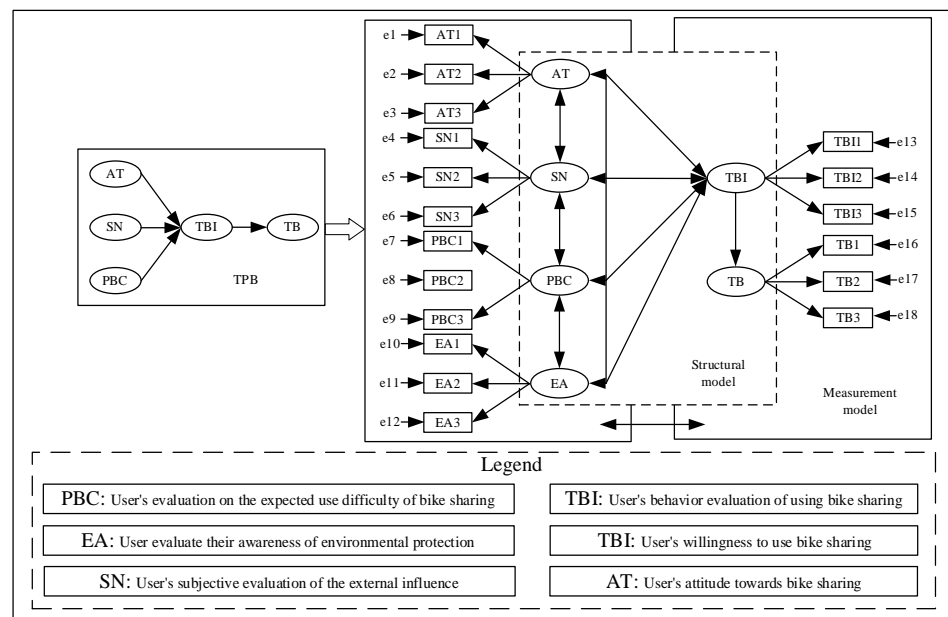 AT
SN
PBC
TBI
TB
TPB
e1
AT1
e2
AT2
e3
AT3
e4
SN1
e5
SN2
e6
SN3
e7
PBC1
e8
PBC2
e9
PBC3
e10
EA1
e11
EA2
e12
EA3
AT
SN
PBC
EA
TBI
TB
Structural
model
TBI1
e13
TBI2
e14
TBI3
e15
TB1
e16
TB2
e17
TB3
e18
Measurement
model
Legend
PBC: User's evaluation on the expected use difficulty of bike sharing
TBI: User's behavior evaluation of using bike sharing
EA: User evaluate their awareness of environmental protection
TBI: User's willingness to use bike sharing
SN: User's subjective evaluation of the external influence
AT: User's attitude towards bike sharing